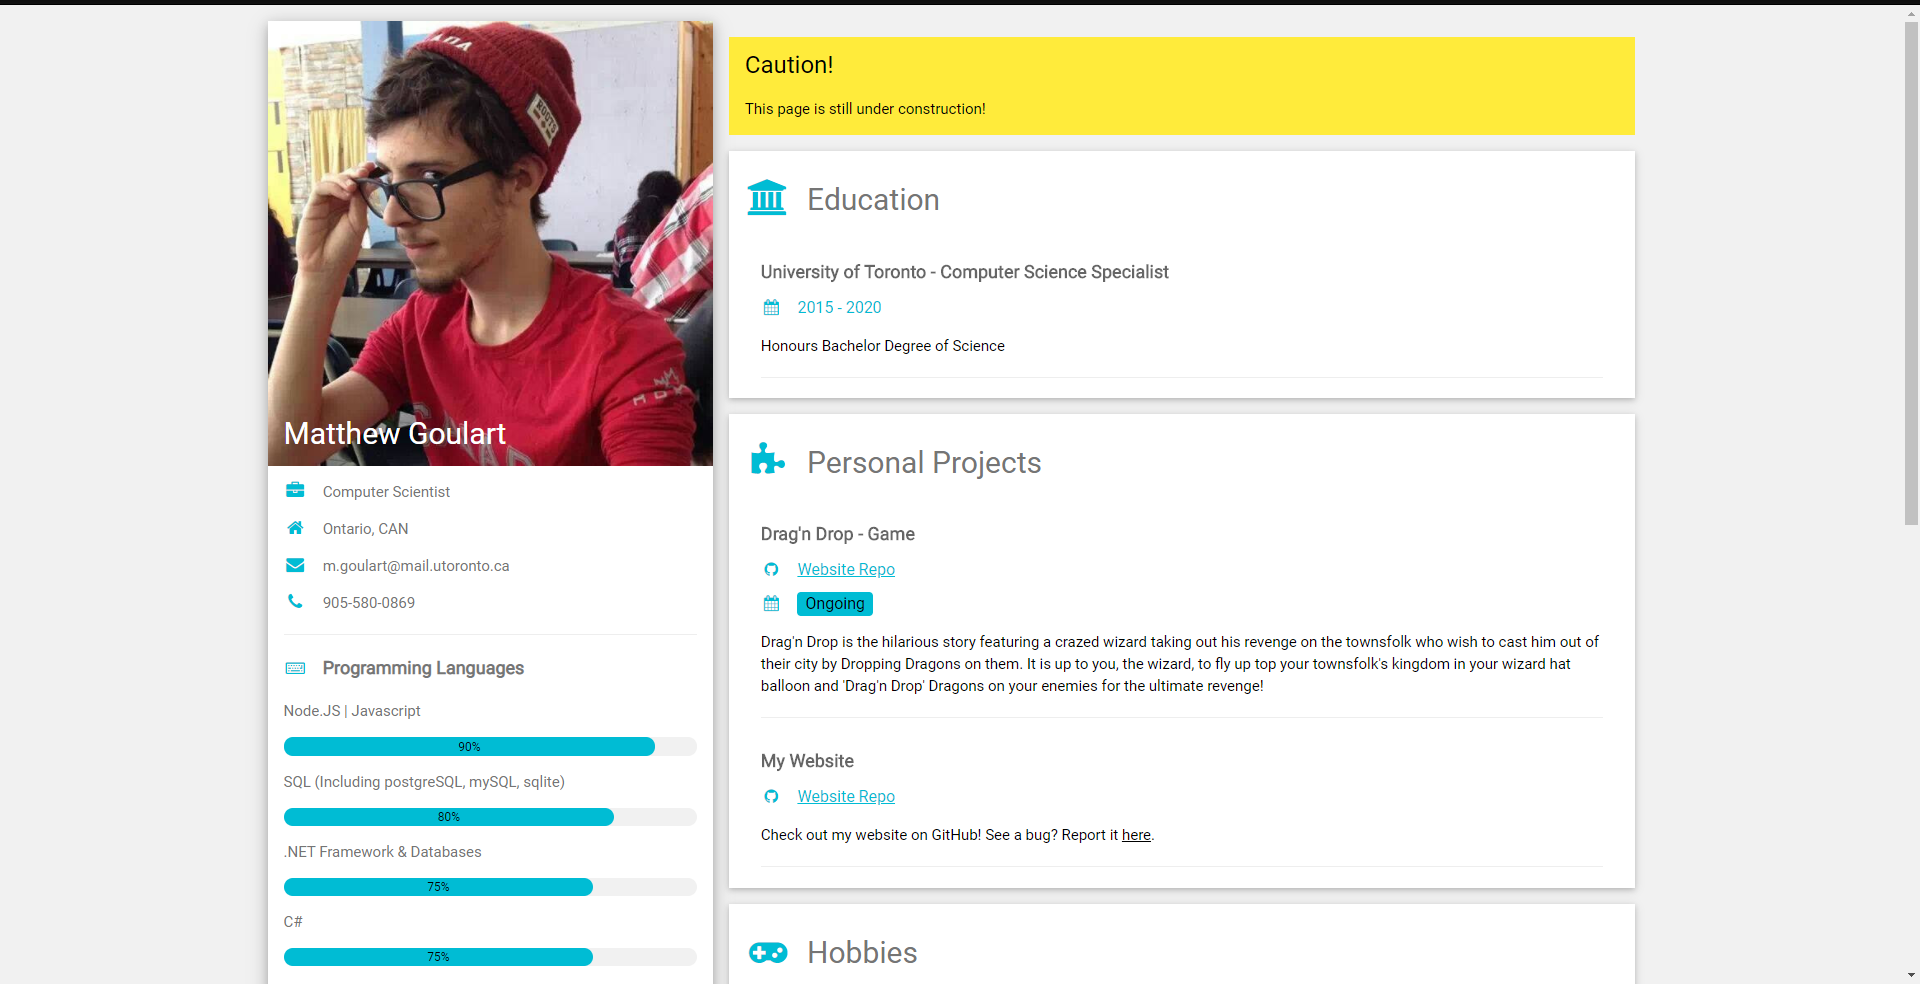 ROOTS
Matthew Goulart
Computer Scientist
Ontario, CAN
m.goulart@mail.utoronto.ca
905-580-0869
Programming Languages
Node.JS | Javascript
90%
SQL (Including postgreSQL, mySQL, sqlite)
80%
.NET Framework & Databases
75%
C#
75%
Caution!
This page is still under construction!
Education
University of Toronto - Computer Science Specialist
2015 - 2020
Honours Bachelor Degree of Science
Personal Projects
Drag'n Drop - Game
Website Repo
Ongoing
Drag'n Drop is the hilarious story featuring a crazed wizard taking out his revenge on the townsfolk who wish to cast him out of
their city by Dropping Dragons on them. It is up to you, the wizard, to fly up top your townsfolk's kingdom in your wizard hat
balloon and 'Drag'n Drop' Dragons on your enemies for the ultimate revenge!
My Website
Website Repo
Check out my website on GitHub! See a bug? Report it here.
Hobbies